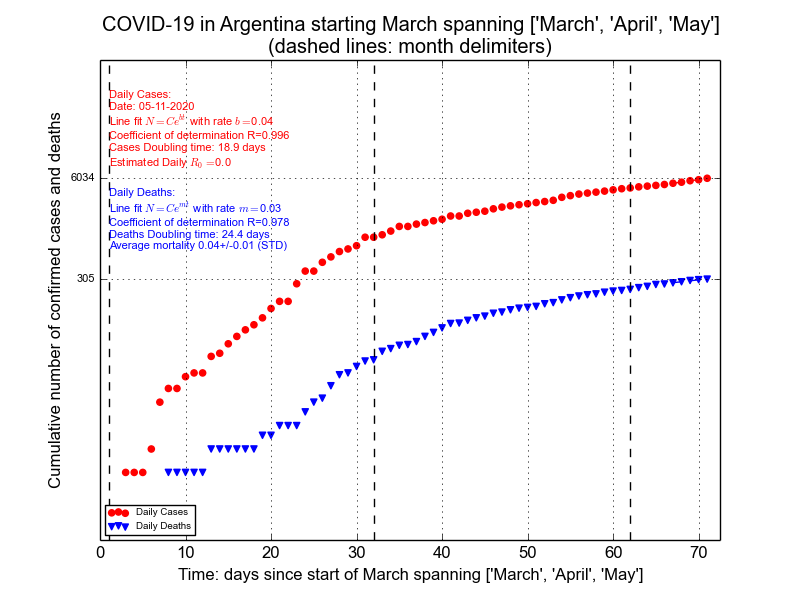 COVID-19 in Argentina starting March spanning ['March', 'April', 'May']
(dashed lines: month delimiters)
Daily Cases:
Date: 05-11-2020
Line fit N = Ce^{bt} with rate b =0.04
Coefficient of determination R=0.996
Cases Doubling time: 18.9 days
Estimated Daily R_0 =0.0
Daily Deaths:
Line fit N = Ce^{mt} with rate m =0.03
Coefficient of determination R=0.978
Deaths Doubling time: 24.4 days
Average mortality 0.04+/-0.01 (STD)
Cumulative number of confirmed cases and deaths
6034
305
Daily Cases
Daily Deaths
0 10 20 30 40 50 60 70
Time: days since start of March spanning ['March', 'April', 'May']